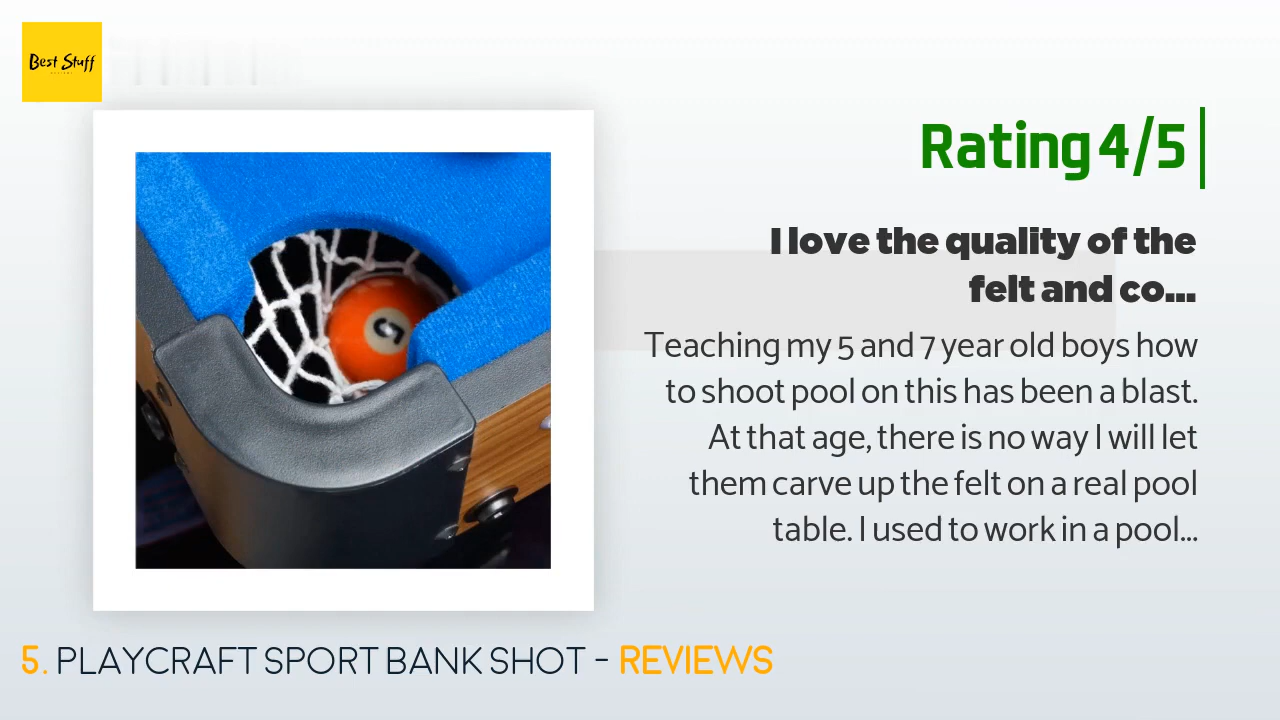 Best Stuff
Rating 4/5
I love the quality of the
felt and co...
Teaching my 5 and 7 year old boys how
to shoot pool on this has been a blast.
At that age, there is no way I will let
them carve up the felt on a real pool
table. I used to work in a pool...
5
5. PLAYCRAFT SPORT BANK SHOT - REVIEWS